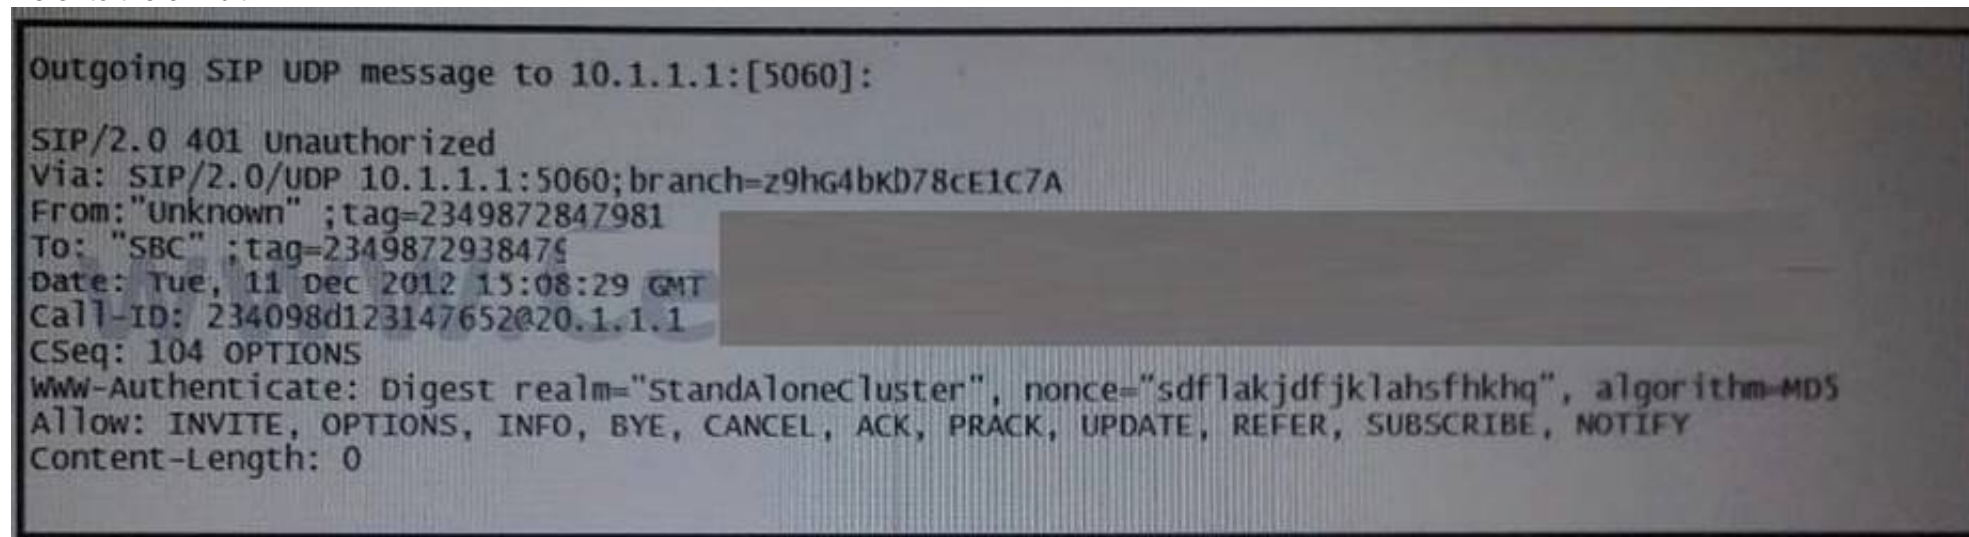 Outgoing SIP UDP message to 10.1.1.1:[5060]:
SIP/2.0 401 Unauthorized
Via: SIP/2.0/UDP 10.1.1.1:5060;branch=z9hG4bKD78cE1C7A
From:"Unknown" ;tag=2349872847981
To: "SBC" ;tag=234987293847
Date: Tue, 11 Dec 2012 15:08:29 GMT
Call-ID: 234098d123147652@20.1.1.1
CSeq: 104 OPTIONS
WWW-Authenticate: Digest realm="StandAloneCluster", nonce="sdflakjdfjklahsfhkhq", algorithm=MD5
Allow: INVITE, OPTIONS, INFO, BYE, CANCEL, ACK, PRACK, UPDATE, REFER, SUBSCRIBE, NOTIFY
Content-Length: 0